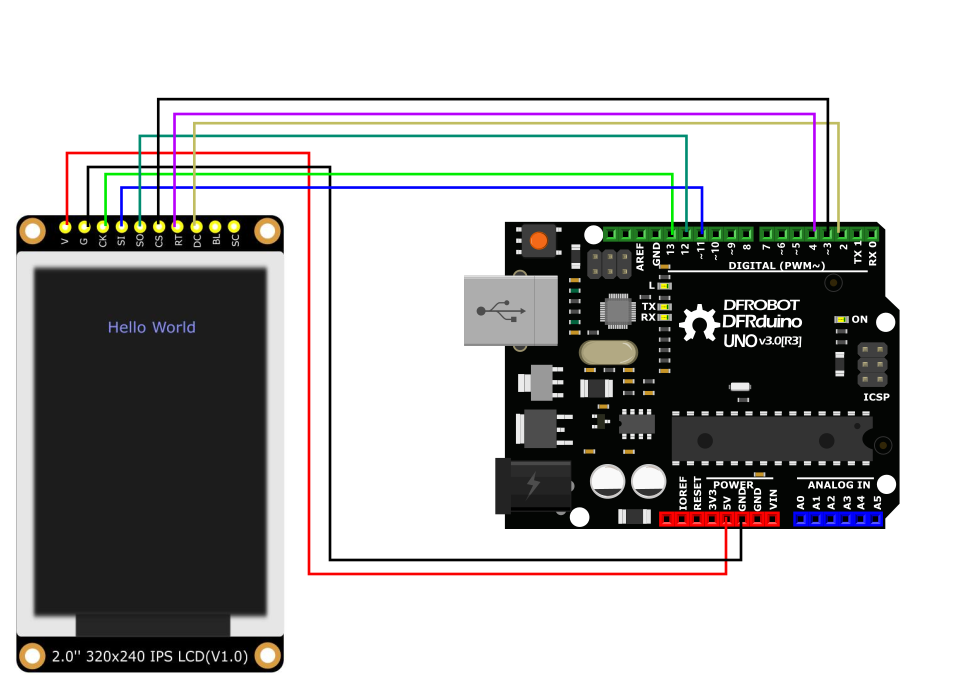 V G CK SI SO CS RT DC BL SC
Hello World
2.0'' 320x240 IPS LCD(V1.0)
AREF GND 13 12 ~11 ~10 ~9 8 7 ~6 ~5 4 ~3 2 TX 1 RX 0
DIGITAL (PWM~)
L
TX
RX
DFROBOT
DFRduino
UNO v3.0[R3]
ON
ICSP
POWER
ANALOG IN
IOREF RESET 3V3 5V GND GND VIN A0 A1 A2 A3 A4 A5